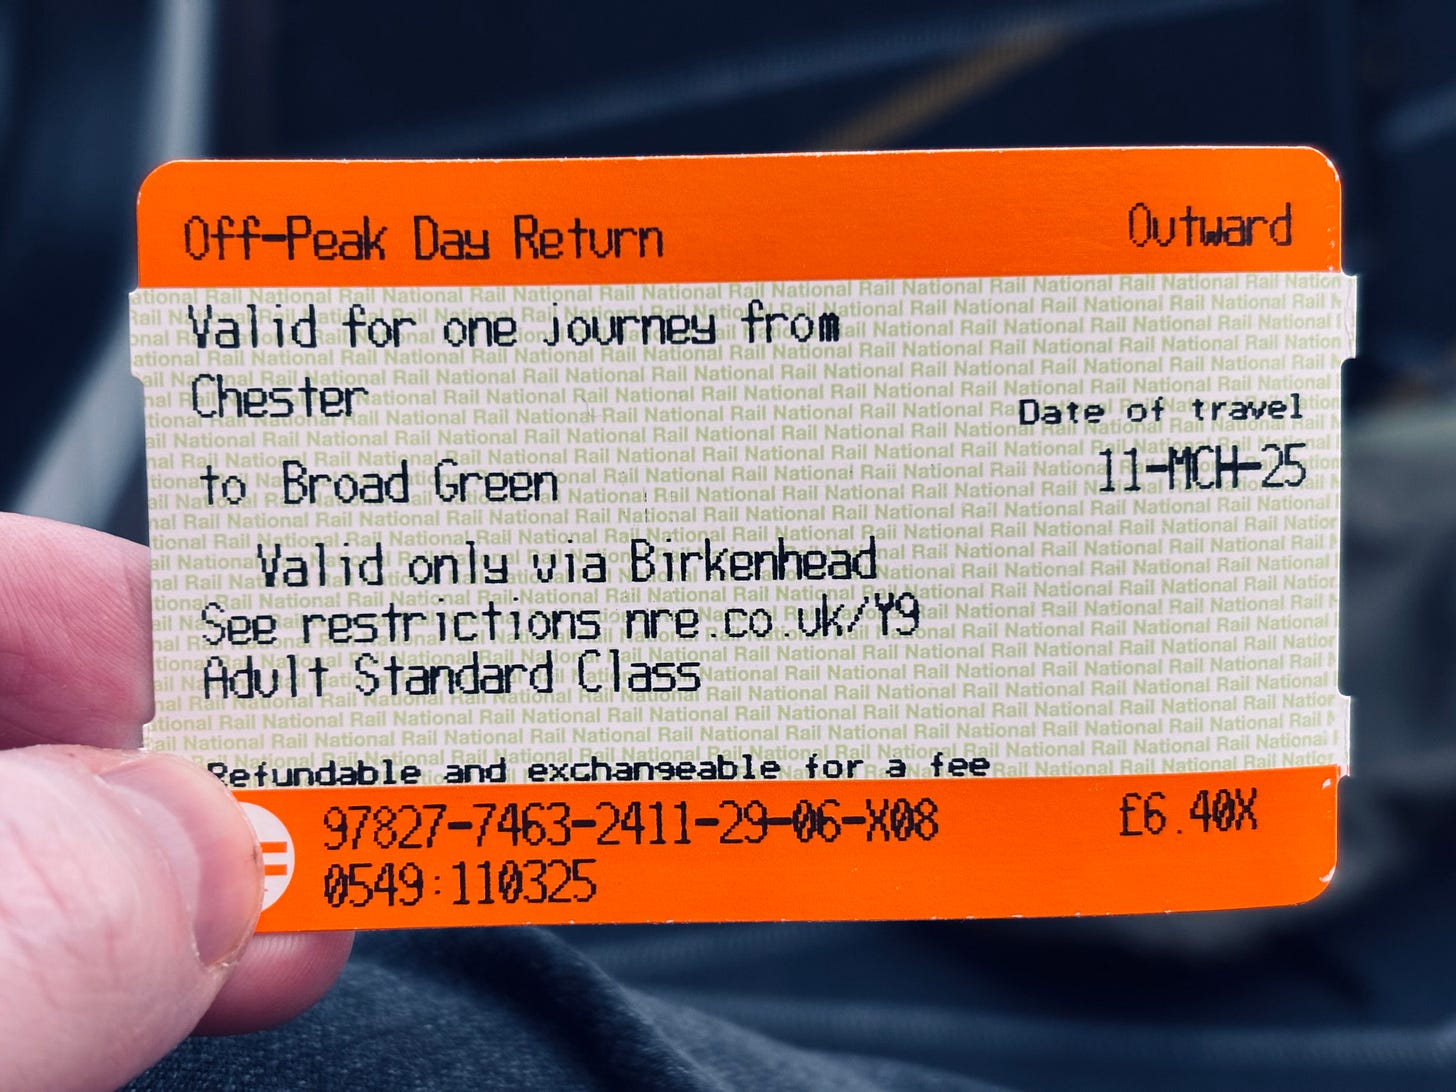 Off-Peak Day Return Outward
Valid for one journey from
Chester
Date of travel
to Broad Green 11-MCH-25
Valid only via Birkenhead
See restrictions nre.co.uk/Y9
Adult Standard Class
Refundable and exchangeable for a fee
97827-7463-2411-29-06-X08 £6.40X
0549:110325